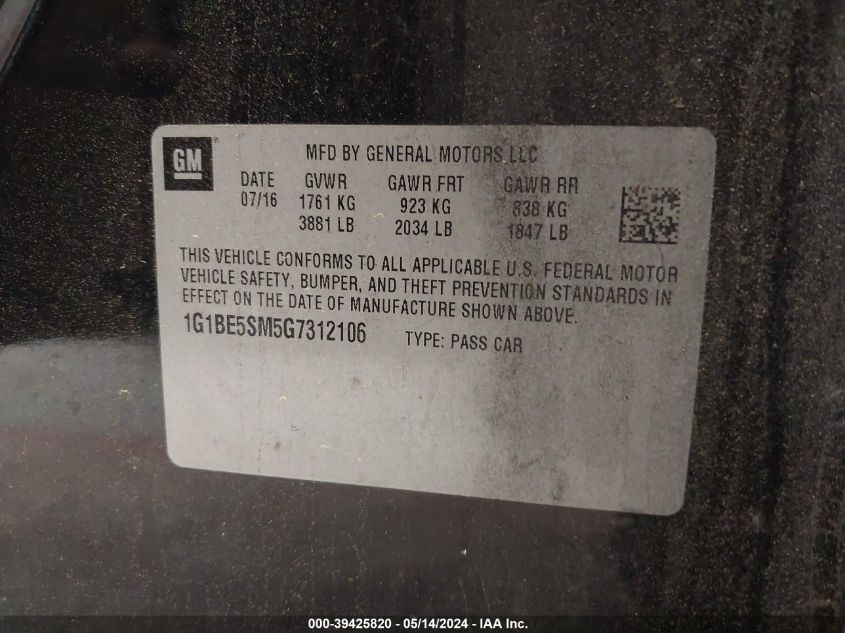 GM
MFD BY GENERAL MOTORS LLC
DATE GVWR GAWR FRT GAWR RR
07/16 1761 KG 923 KG 838 KG
3881 LB 2034 LB 1847 LB
THIS VEHICLE CONFORMS TO ALL APPLICABLE U.S. FEDERAL MOTOR
VEHICLE SAFETY, BUMPER, AND THEFT PREVENTION STANDARDS IN
EFFECT ON THE DATE OF MANUFACTURE SHOWN ABOVE.
1G1BE5SM5G7312106 TYPE: PASS CAR
000-39425820 - 05/14/2024 - IAA Inc.